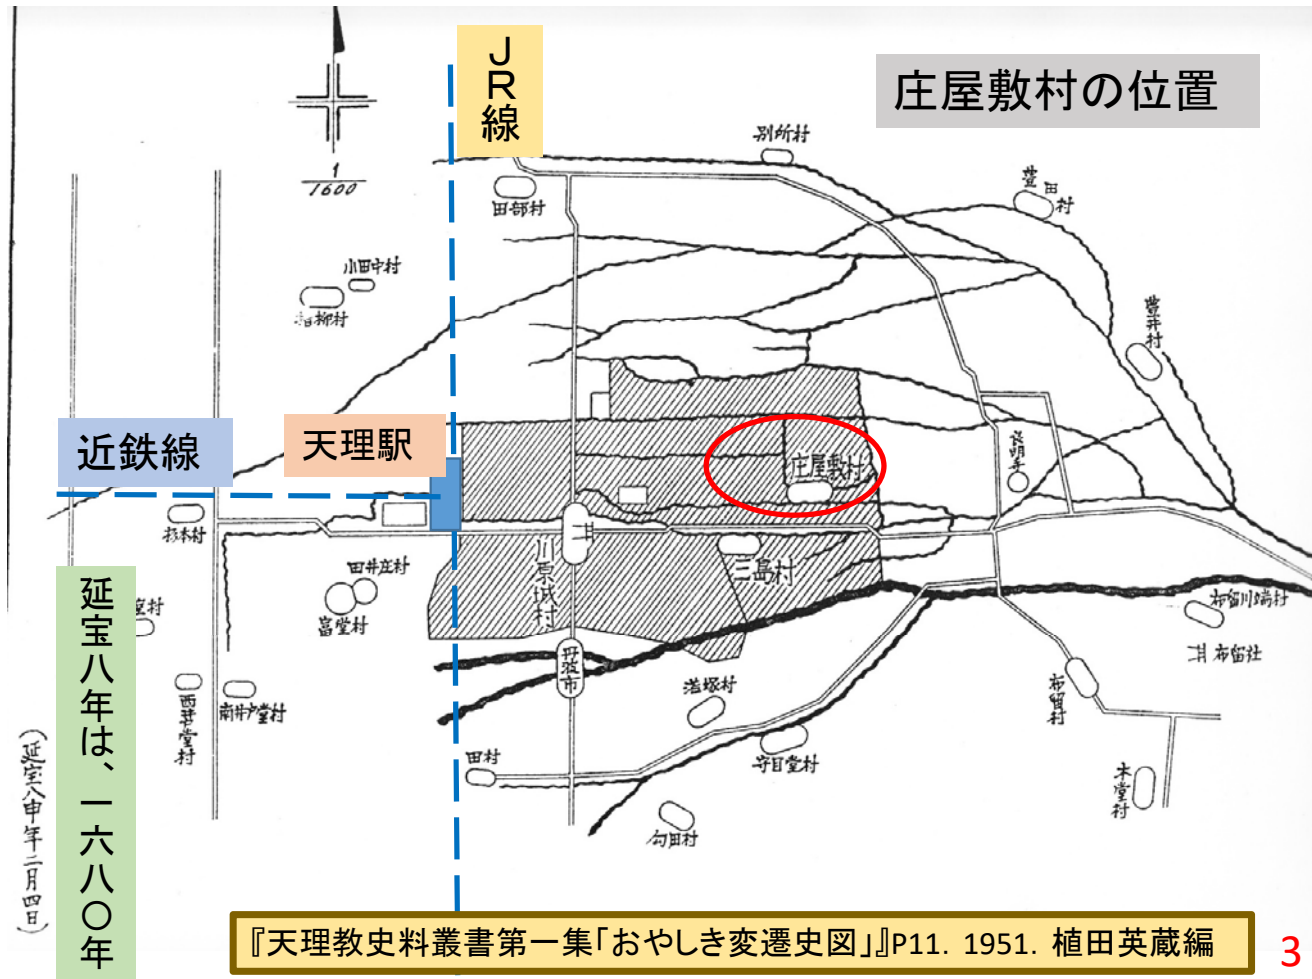 庄屋敷村の位置
JR線
1
1600
別所村
豊田村
田部村
小田中村
指柳村
豊井村
近鉄線
天理駅
庄屋敷村
良明寺
杉本村
川原城村
三島村
田井庄村
富堂村
布留川端村
布留社
丹波市
西井堂村
南井戸堂村
布留村
田村
守目堂村
木堂村
勾田村
延宝八年は、一六八〇年
(延宝八申年二月四日)
『天理教史料叢書第一集「おやしき変遷史図」』P11. 1951. 植田英蔵編
3